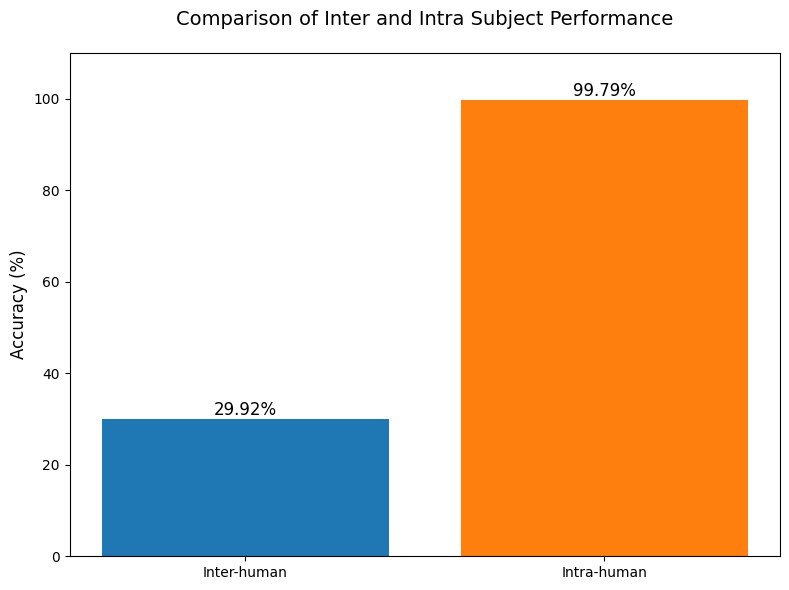 Comparison of Inter and Intra Subject Performance
Accuracy (%)
100
80
60
40
20
0
99.79%
29.92%
Inter-human
Intra-human